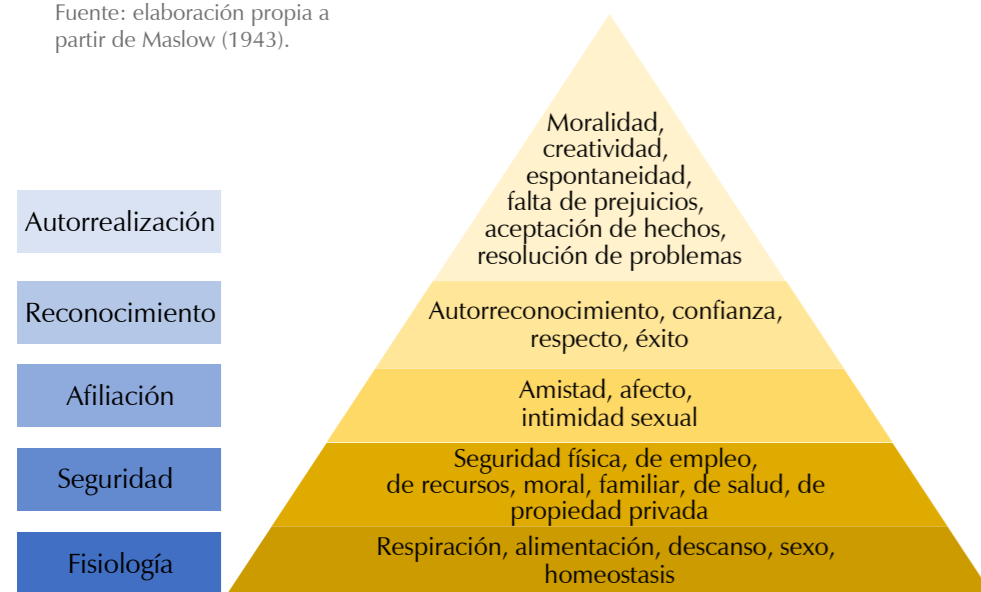 Fuente: elaboración propia a
partir de Maslow (1943).
Moralidad,
creatividad,
espontaneidad,
falta de prejuicios,
aceptación de hechos,
resolución de problemas
Autorrealización
Reconocimiento
Autorreconocimiento, confianza,
respecto, éxito
Afiliación
Amistad, afecto,
intimidad sexual
Seguridad
Seguridad física, de empleo,
de recursos, moral, familiar, de salud, de
propiedad privada
Fisiología
Respiración, alimentación, descanso, sexo,
homeostasis